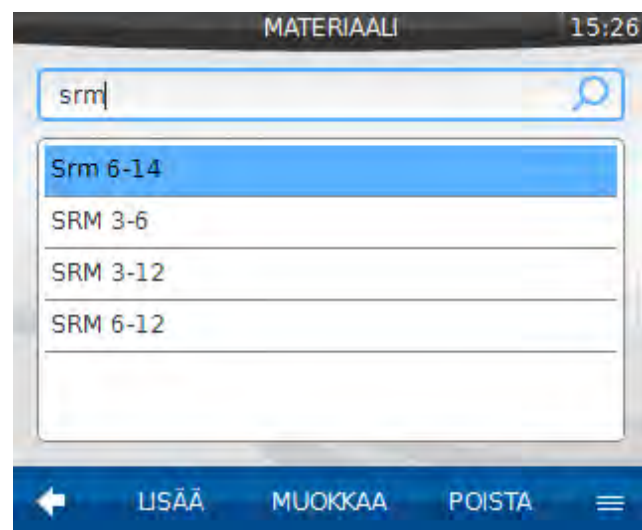 MATERIAALI 15:26
srm
Srm 6-14
SRM 3-6
SRM 3-12
SRM 6-12
LISÄÄ MUOKKAA POISTA